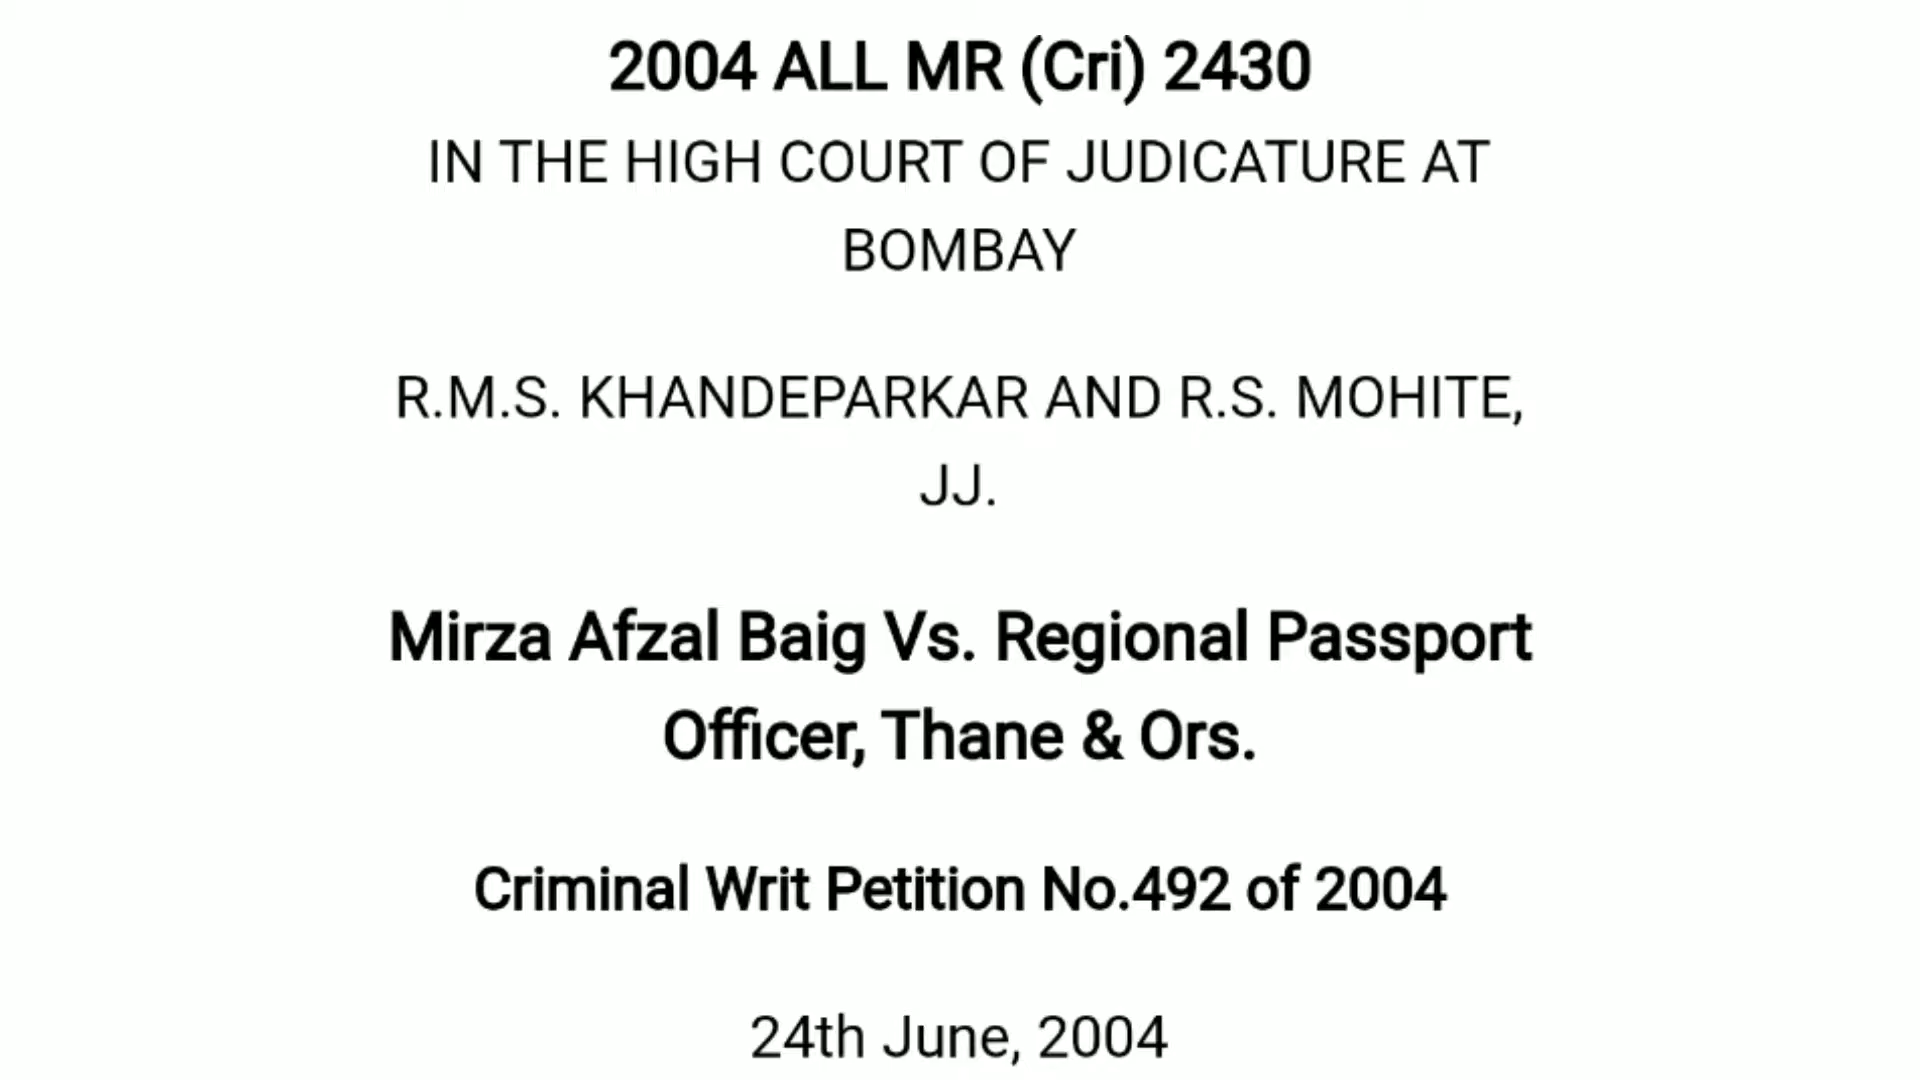 2004 ALL MR (Cri) 2430
IN THE HIGH COURT OF JUDICATURE AT
BOMBAY
R.M.S. KHANDEPARKAR AND R.S. MOHITE,
JJ.
Mirza Afzal Baig Vs. Regional Passport
Officer, Thane & Ors.
Criminal Writ Petition No.492 of 2004
24th June, 2004